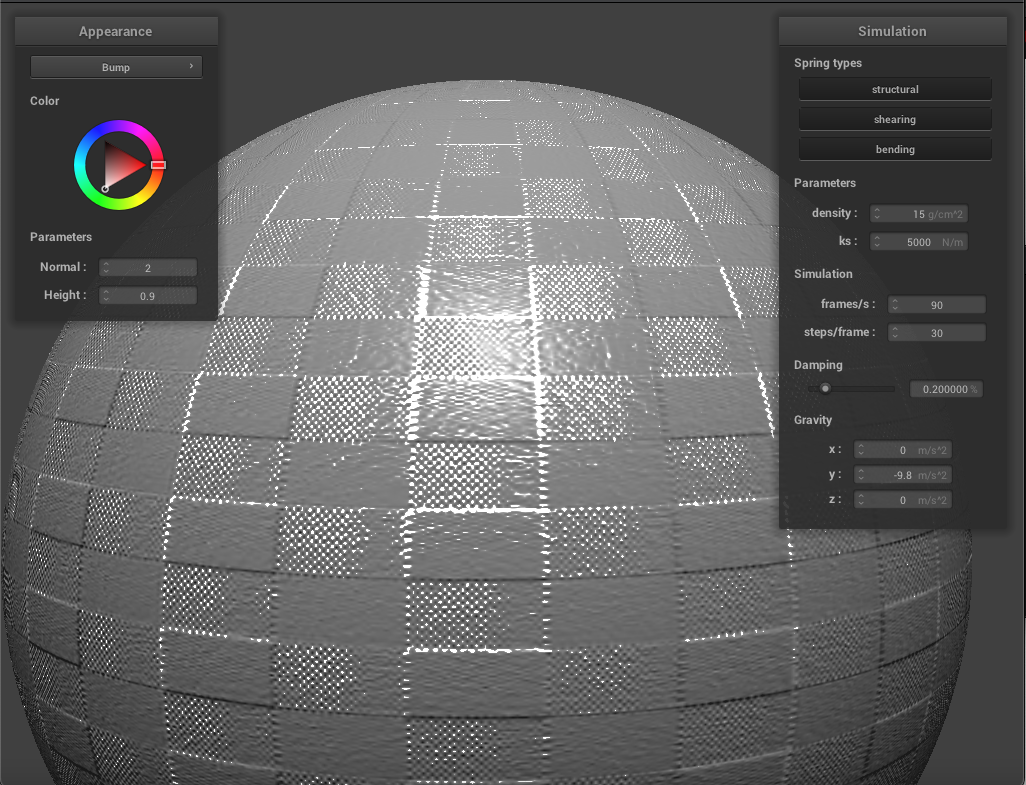 Appearance
Bump ›
Color
Parameters
Normal : 2
Height : 0.9
Simulation
Spring types
structural
shearing
bending
Parameters
density : 15 g/cm^2
ks : 5000 N/m
Simulation
frames/s : 90
steps/frame : 30
Damping
0.200000 %
Gravity
x : 0 m/s^2
y : -9.8 m/s^2
z : 0 m/s^2